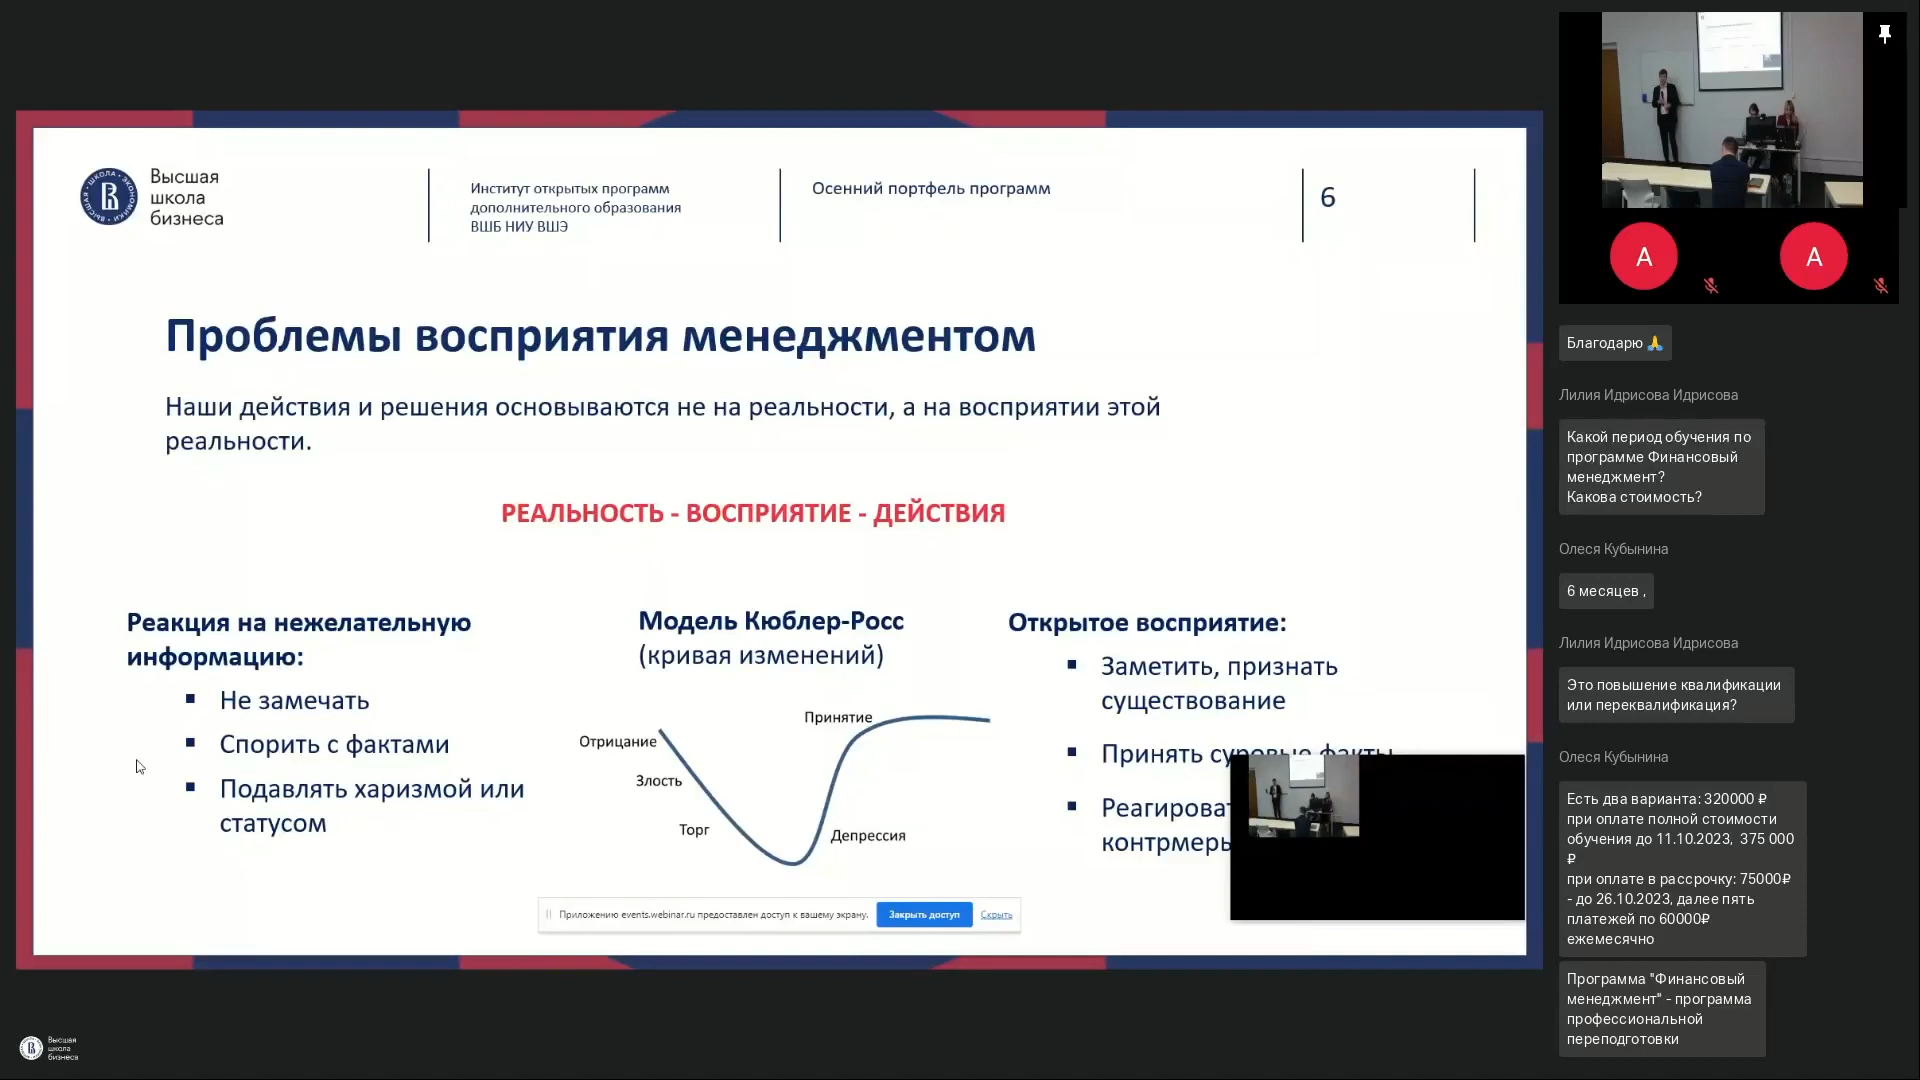 Высшая
школа
бизнеса
Институт открытых программ
дополнительного образования
ВШБ НИУ ВШЭ
Осенний портфель программ
6
Проблемы восприятия менеджментом
Наши действия и решения основываются не на реальности, а на восприятии этой
реальности.
РЕАЛЬНОСТЬ - ВОСПРИЯТИЕ - ДЕЙСТВИЯ
Реакция на нежелательную
информацию:
Не замечать
Спорить с фактами
Подавлять харизмой или
статусом
Модель Кюблер-Росс
(кривая изменений)
Отрицание
Злость
Торг
Депрессия
Принятие
Открытое восприятие:
Заметить, признать
существование
Принять суровые факты
Приложению events.webinar.ru предоставлен доступ к вашему экрану.
Закрыть доступ
Скрыть
A
A
Благодарю 🙏
Лилия Идрисова Идрисова
Какой период обучения по
программе Финансовый
менеджмент?
Какова стоимость?
Олеся Кубынина
6 месяцев ,
Лилия Идрисова Идрисова
Это повышение квалификации
или переквалификация?
Олеся Кубынина
Есть два варианта: 320000 ₽
при оплате полной стоимости
обучения до 11.10.2023, 375 000
₽
при оплате в рассрочку: 75000₽
- до 26.10.2023, далее пять
платежей по 60000₽
ежемесячно
Программа "Финансовый
менеджмент" - программа
профессиональной
переподготовки
Высшая
школа
бизнеса